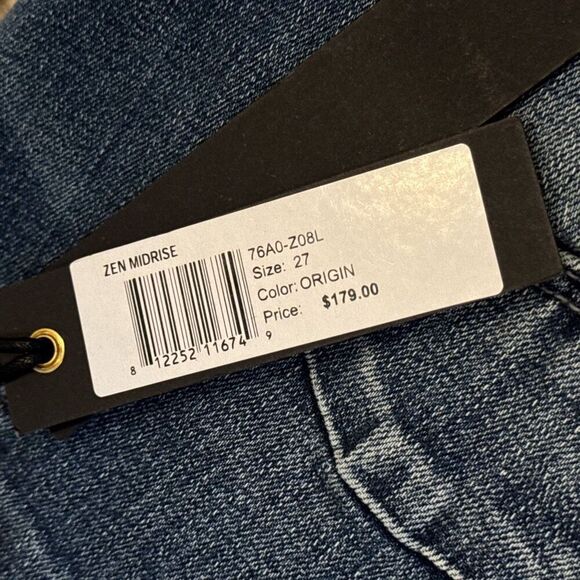 ZEN MIDRISE
76A0-Z08L
Size: 27
Color: ORIGIN
Price: $179.00
8 12252 11674 9